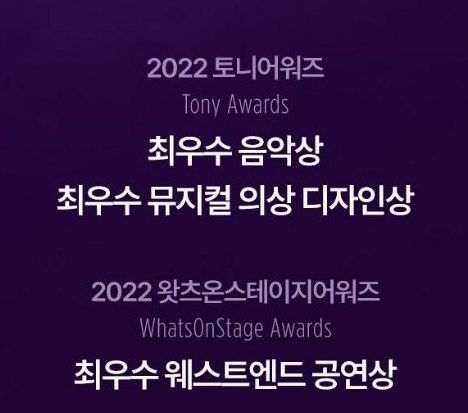 2022 토니어워즈
Tony Awards
최우수 음악상
최우수 뮤지컬 의상 디자인상
2022 왓츠온스테이지어워즈
WhatsOnStage Awards
최우수 웨스트엔드 공연상